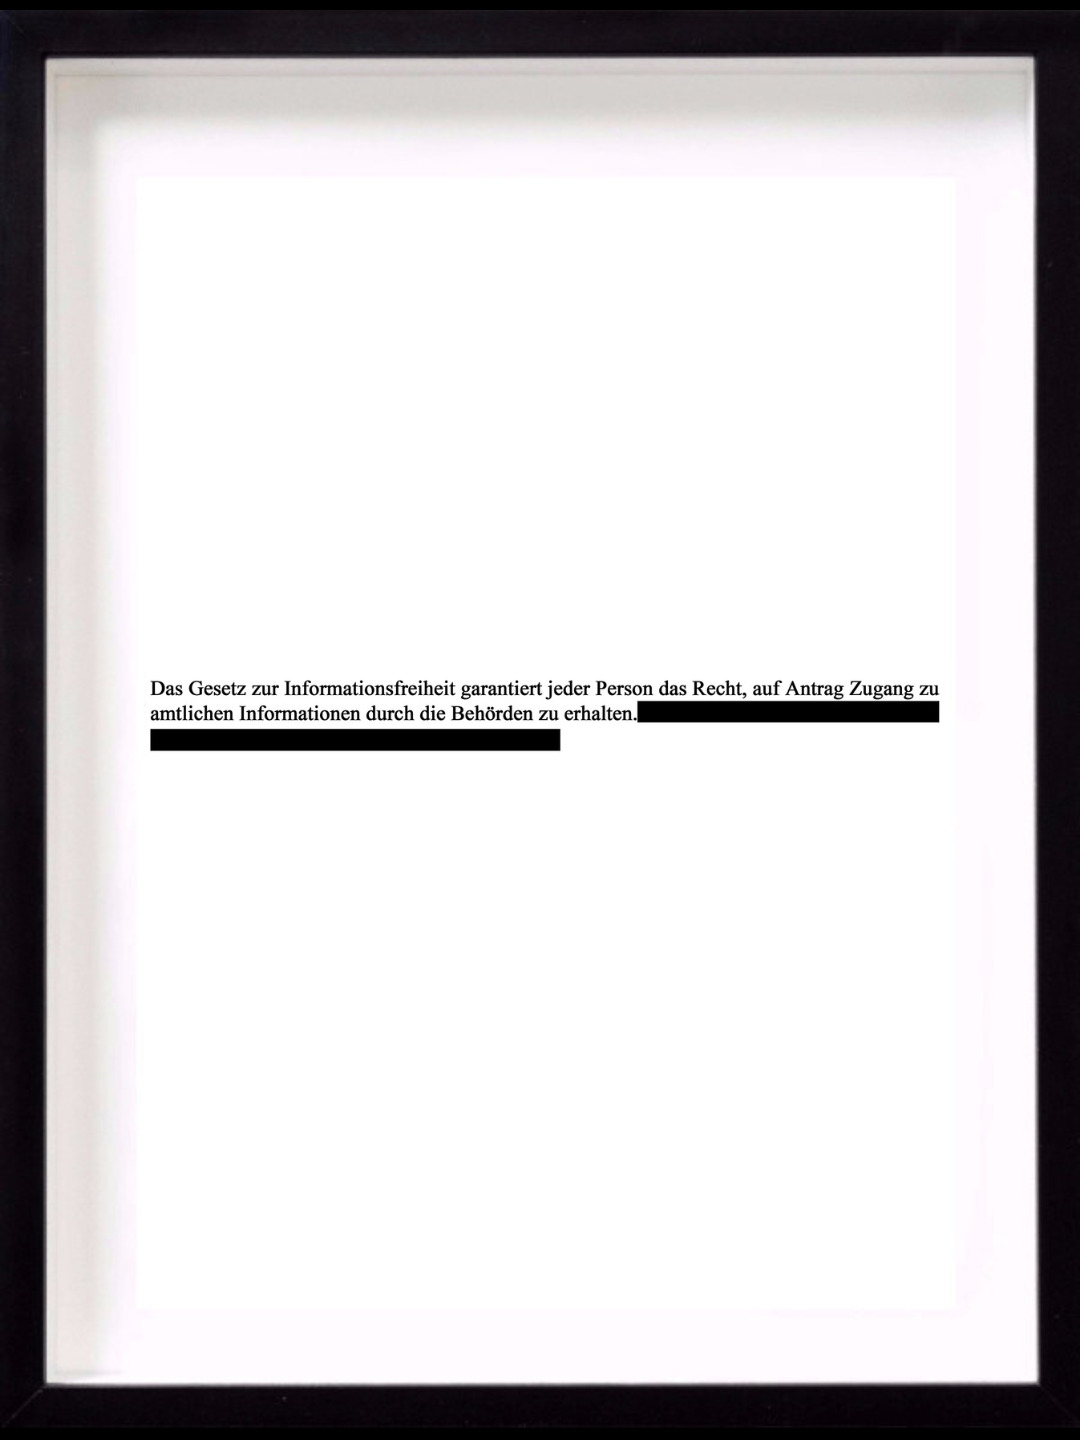 Das Gesetz zur Informationsfreiheit garantiert jeder Person das Recht, auf Antrag Zugang zu
amtlichen Informationen durch die Behörden zu erhalten.